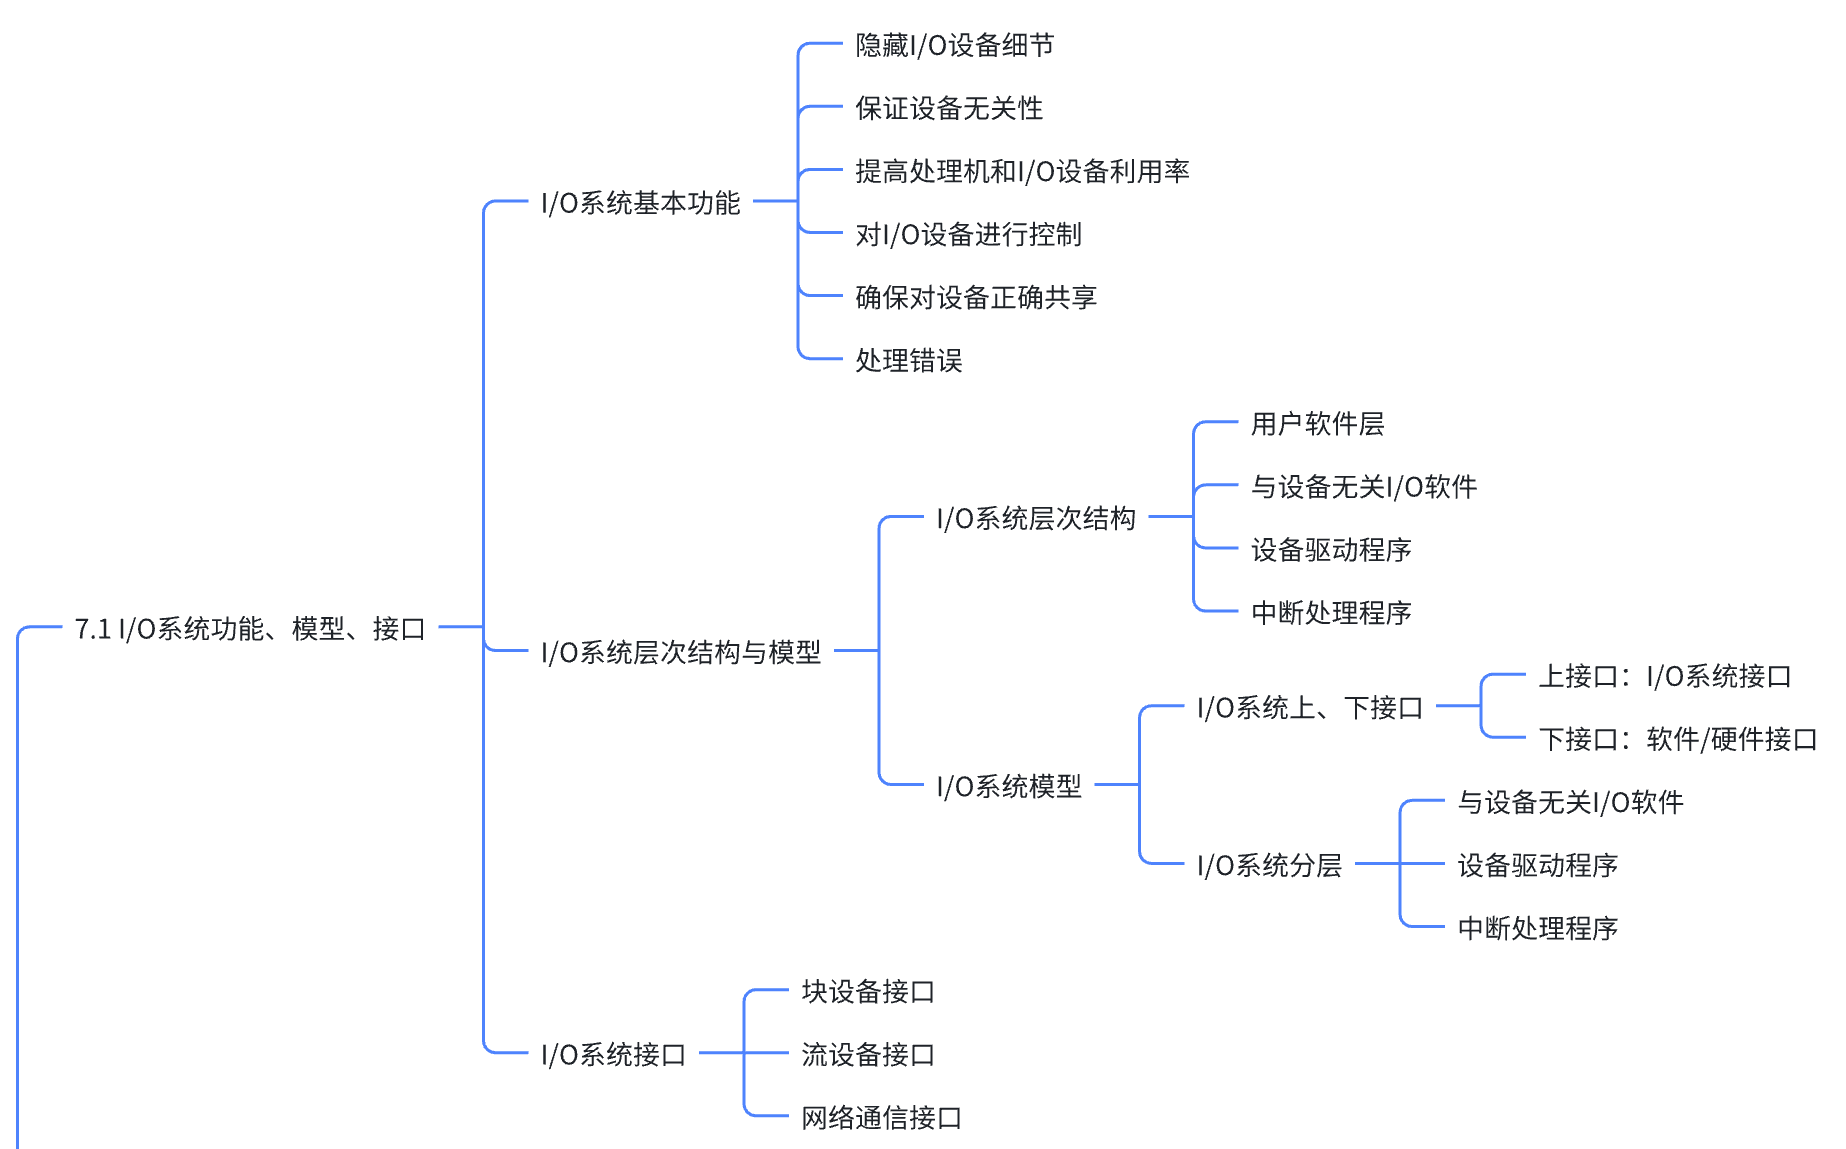 7.1 I/O系统功能、模型、接口
I/O系统基本功能
隐藏I/O设备细节
保证设备无关性
提高处理机和I/O设备利用率
对I/O设备进行控制
确保对设备正确共享
处理错误
I/O系统层次结构与模型
I/O系统层次结构
用户软件层
与设备无关I/O软件
设备驱动程序
中断处理程序
I/O系统模型
I/O系统上、下接口
上接口：I/O系统接口
下接口：软件/硬件接口
I/O系统分层
与设备无关I/O软件
设备驱动程序
中断处理程序
I/O系统接口
块设备接口
流设备接口
网络通信接口